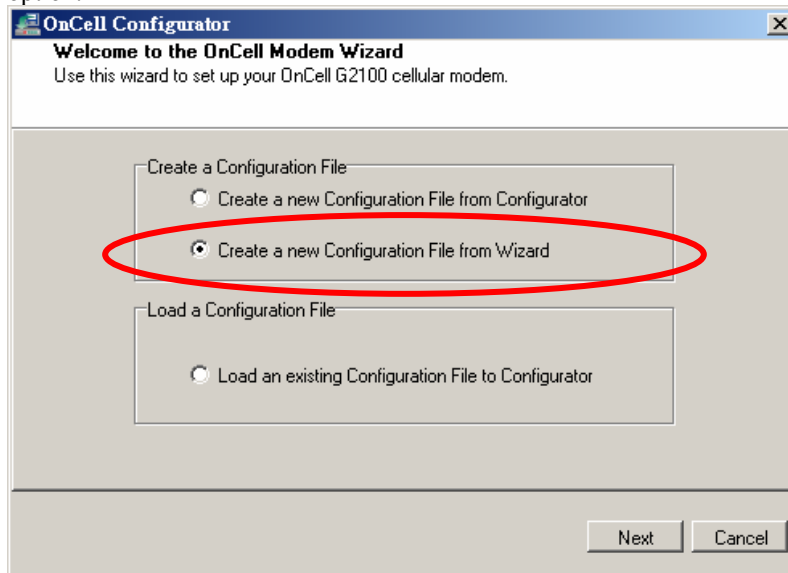 OnCell Configurator
Welcome to the OnCell Modem Wizard
Use this wizard to set up your OnCell G2100 cellular modem.
Create a Configuration File
Create a new Configuration File from Configurator
Create a new Configuration File from Wizard
Load a Configuration File
Load an existing Configuration File to Configurator
Next Cancel